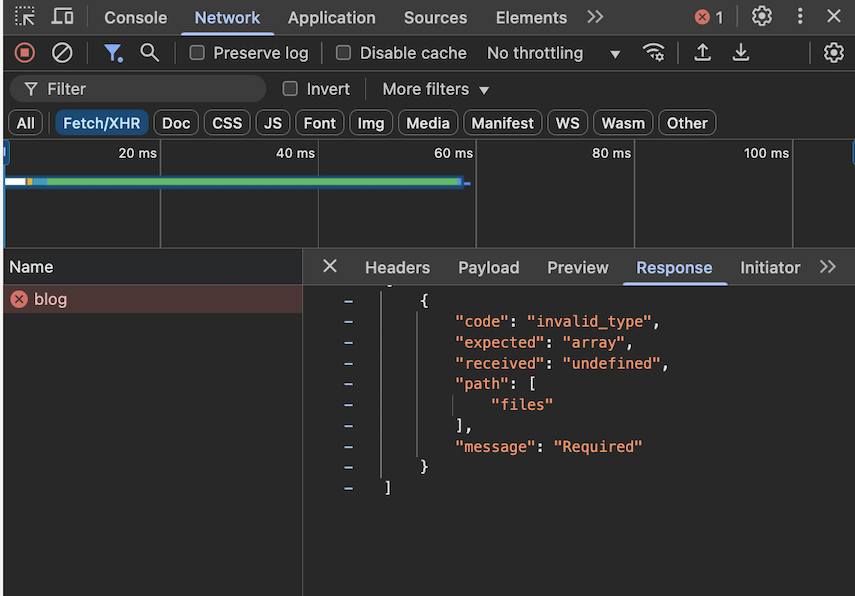 Console Network Application Sources Elements 1
Preserve log Disable cache No throttling
Filter Invert More filters
All Fetch/XHR Doc CSS JS Font Img Media Manifest WS Wasm Other
20 ms 40 ms 60 ms 80 ms 100 ms
Name Headers Payload Preview Response Initiator
blog
{
"code": "invalid_type",
"expected": "array",
"received": "undefined",
"path": [
"files"
],
"message": "Required"
}
]